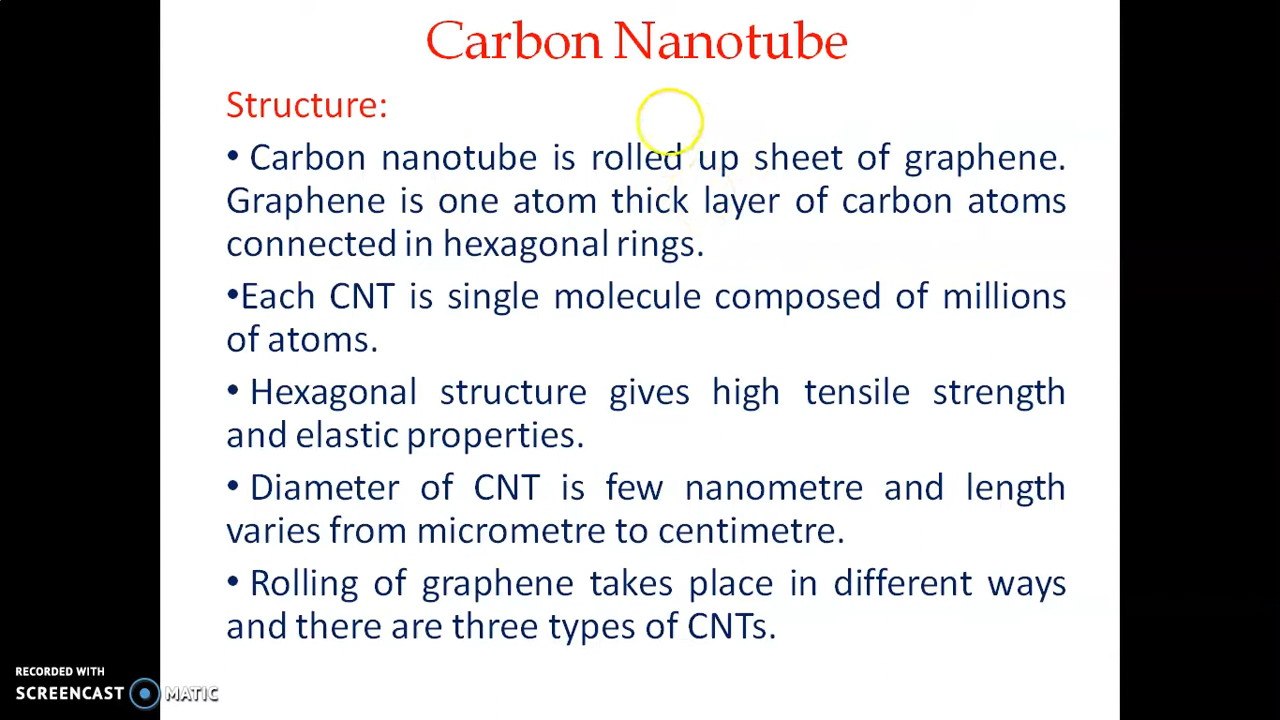 Carbon Nanotube
Structure:
• Carbon nanotube is rolled up sheet of graphene.
Graphene is one atom thick layer of carbon atoms
connected in hexagonal rings.
•Each CNT is single molecule composed of millions
of atoms.
• Hexagonal structure gives high tensile strength
and elastic properties.
• Diameter of CNT is few nanometre and length
varies from micrometre to centimetre.
• Rolling of graphene takes place in different ways
and there are three types of CNTs.
RECORDED WITH
SCREENCAST MATIC